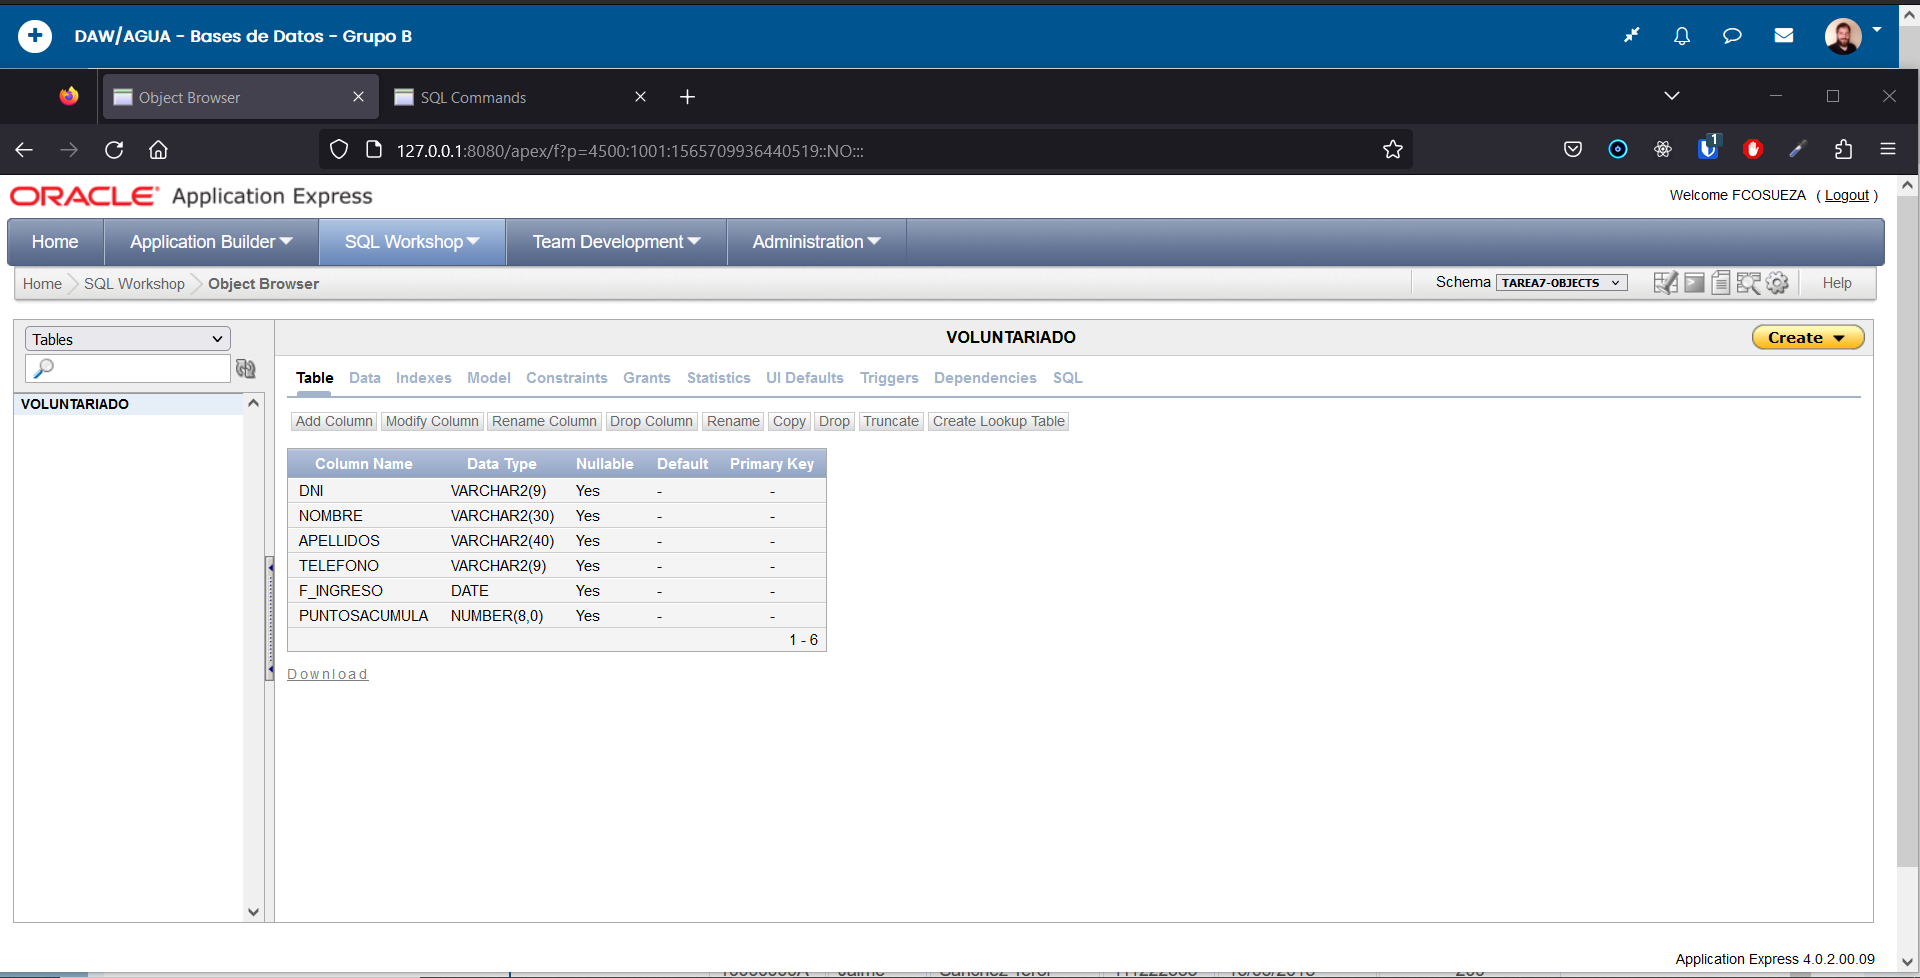 DAW/AGUA - Bases de Datos - Grupo B
Object Browser
SQL Commands
127.0.0.1:8080/apex/f?p=4500:1001:1565709936440519::NO:::
1
ORACLE Application Express
Welcome FCOSUEZA ( Logout )
Home
Application Builder
SQL Workshop
Team Development
Administration
Home
SQL Workshop
Object Browser
Schema
TAREA7-OBJECTS
Help
Tables
VOLUNTARIADO
VOLUNTARIADO
Create
Table Data Indexes Model Constraints Grants Statistics UI Defaults Triggers Dependencies SQL
Add Column Modify Column Rename Column Drop Column Rename Copy Drop Truncate Create Lookup Table
Column Name Data Type Nullable Default Primary Key
DNI VARCHAR2(9) Yes - -
NOMBRE VARCHAR2(30) Yes - -
APELLIDOS VARCHAR2(40) Yes - -
TELEFONO VARCHAR2(9) Yes - -
F_INGRESO DATE Yes - -
PUNTOSACUMULA NUMBER(8,0) Yes - -
1 - 6
Download
Application Express 4.0.2.00.09